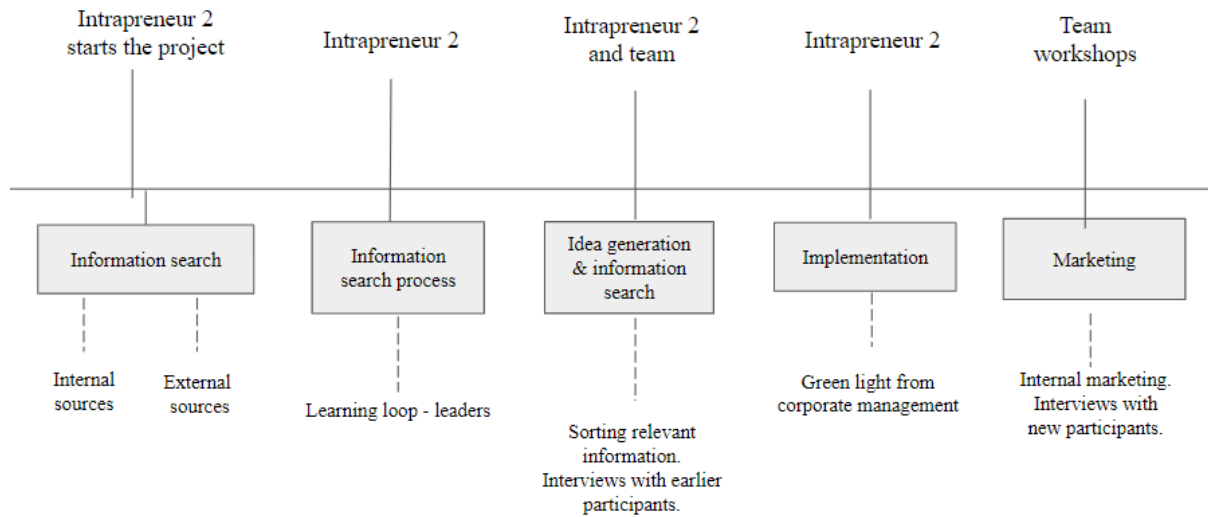 Intrapreneur 2
starts the project
Intrapreneur 2
Intrapreneur 2
and team
Intrapreneur 2
Team
workshops
Information search
Information
search process
Idea generation
& information
search
Implementation
Marketing
Internal
sources
External
sources
Learning loop - leaders
Sorting relevant
information.
Interviews with earlier
participants.
Green light from
corporate management
Internal marketing.
Interviews with
new participants.